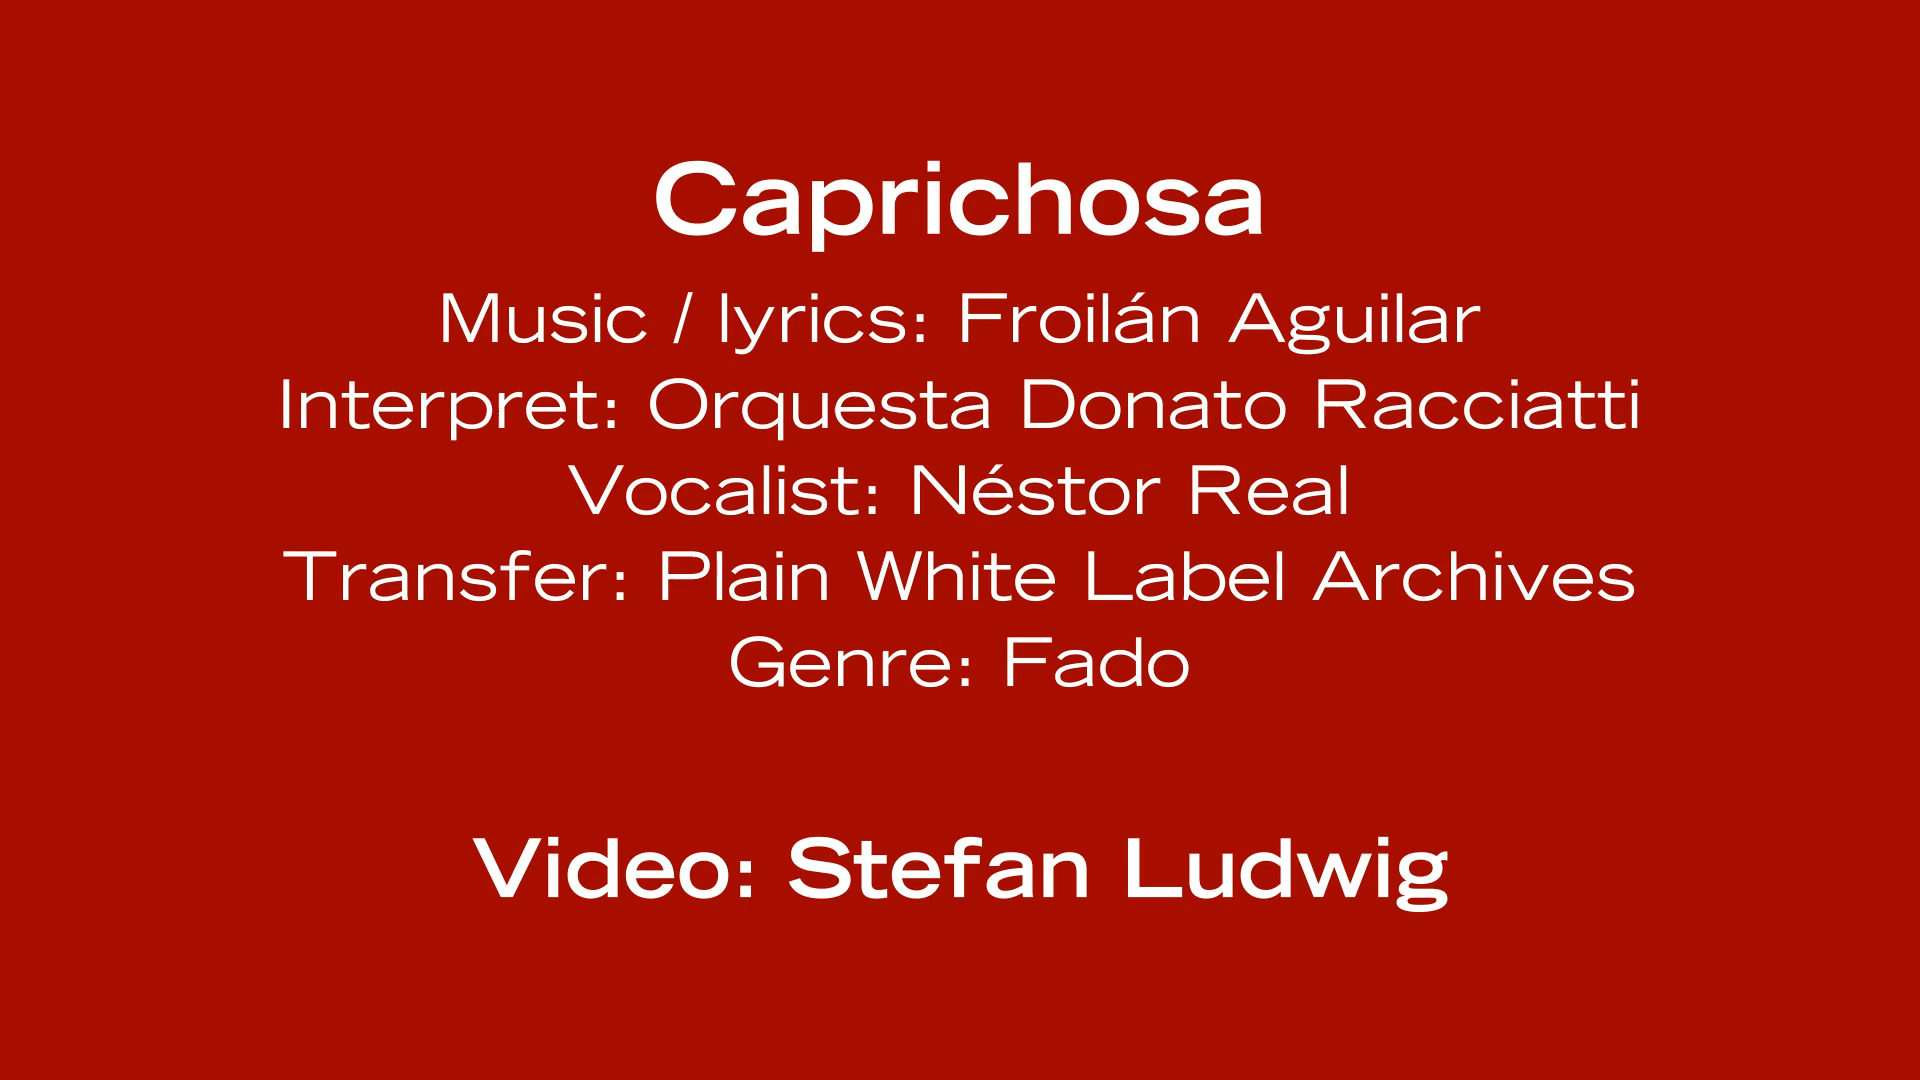 Caprichosa
Music / lyrics: Froilán Aguilar
Interpret: Orquesta Donato Racciatti
Vocalist: Néstor Real
Transfer: Plain White Label Archives
Genre: Fado
Video: Stefan Ludwig